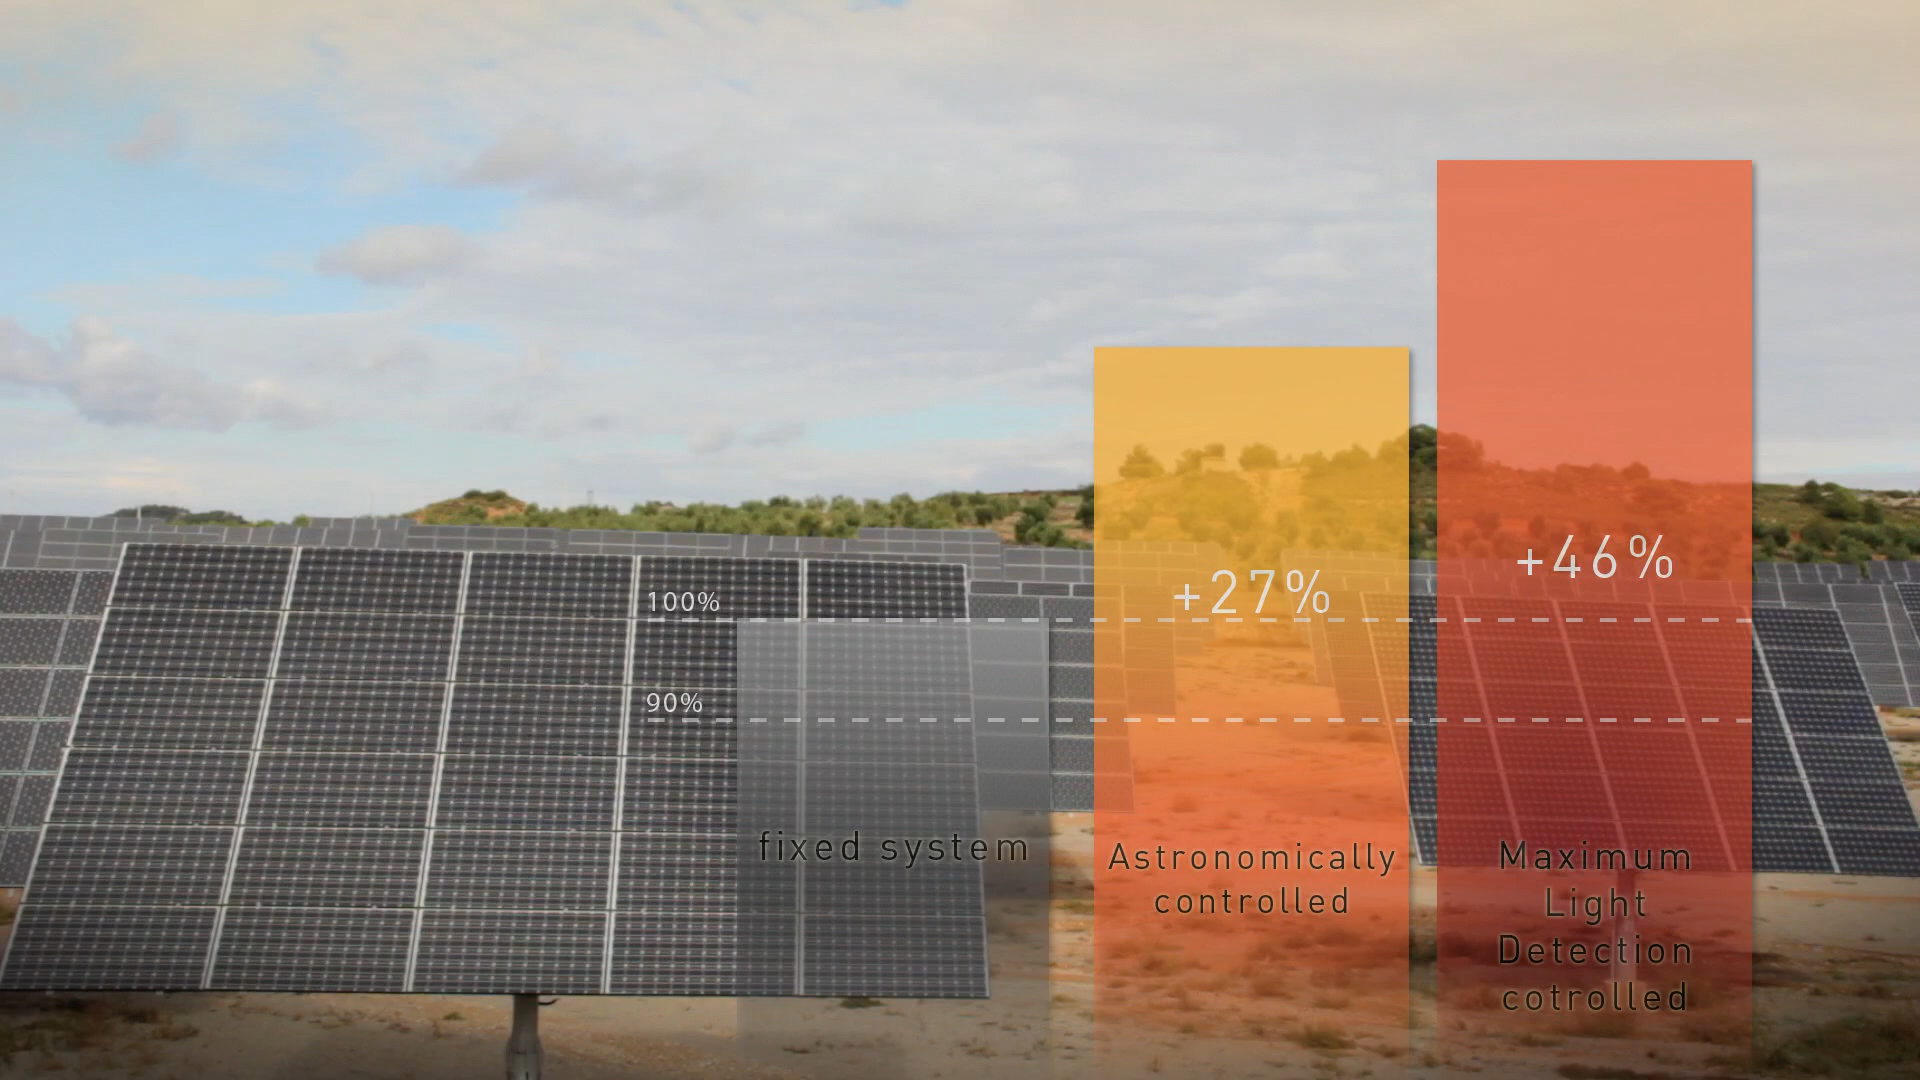 100%
90%
fixed system
+27%
Astronomically
controlled
+46%
Maximum
Light
Detection
cotrolled